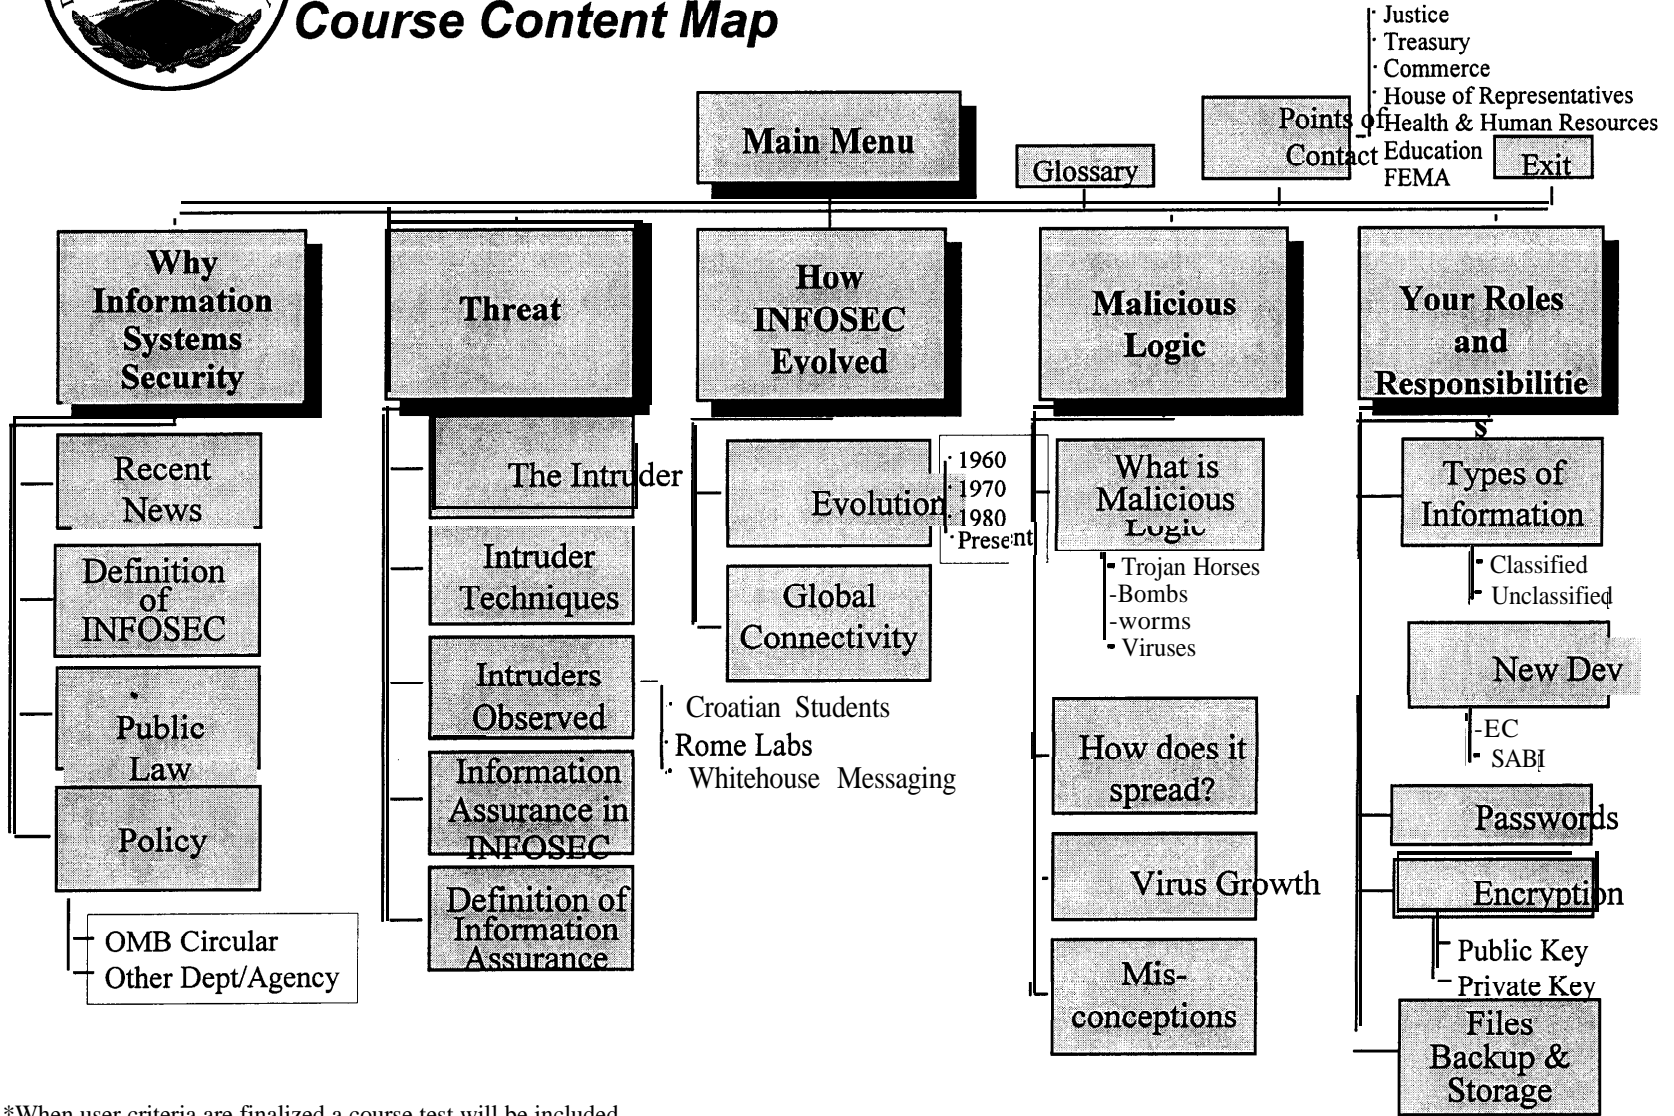 Course Content Map
Justice
Treasury
Commerce
House of Representatives
Health & Human Resources
Education
FEMA
Main Menu
Glossary
Points of
Contact
Exit
Why
Information
Systems
Security
Recent
News
Definition
of
INFOSEC
Public
Law
Policy
OMB Circular
Other Dept/Agency
Threat
The Intruder
Intruder
Techniques
Intruders
Observed
Croatian Students
Rome Labs
Whitehouse Messaging
Information
Assurance in
INFOSEC
Definition of
Information
Assurance
How
INFOSEC
Evolved
Evolution
1960
1970
1980
Present
Global
Connectivity
Malicious
Logic
What is
Malicious
Logic
- Trojan Horses
-Bombs
-worms
- Viruses
How does it
spread?
Virus Growth
Mis-
conceptions
Your Roles
and
Responsibilitie
s
Types of
Information
- Classified
- Unclassified
New Dev
-EC
- SABI
Passwords
Encryption
- Public Key
- Private Key
Files
Backup &
Storage
*When user criteria are finalized a course test will be included